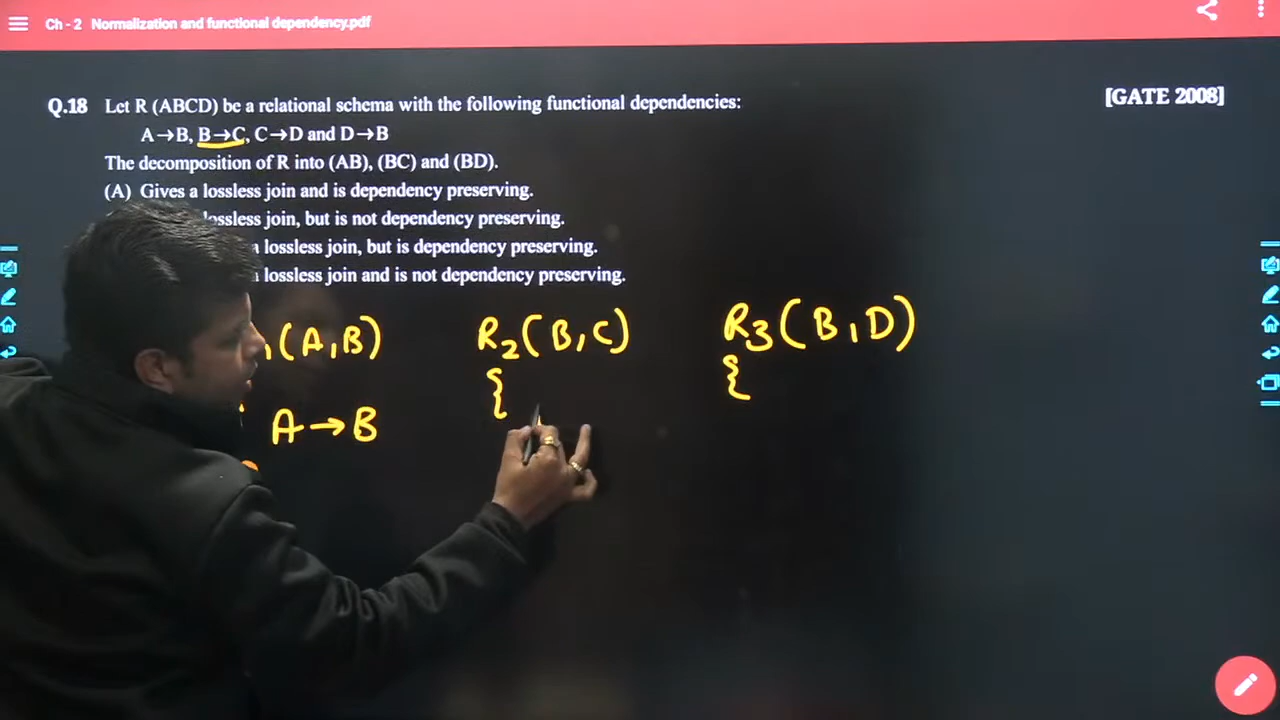 Ch - 2 Normalization and functional dependency.pdf
Q.18 Let R (ABCD) be a relational schema with the following functional dependencies: [GATE 2008]
A→B, B→C, C→D and D→B
The decomposition of R into (AB), (BC) and (BD).
(A) Gives a lossless join and is dependency preserving.
lossless join, but is not dependency preserving.
lossless join, but is dependency preserving.
lossless join and is not dependency preserving.
(A,B) R2(B,C) R3(B,D)
{ {
A→B